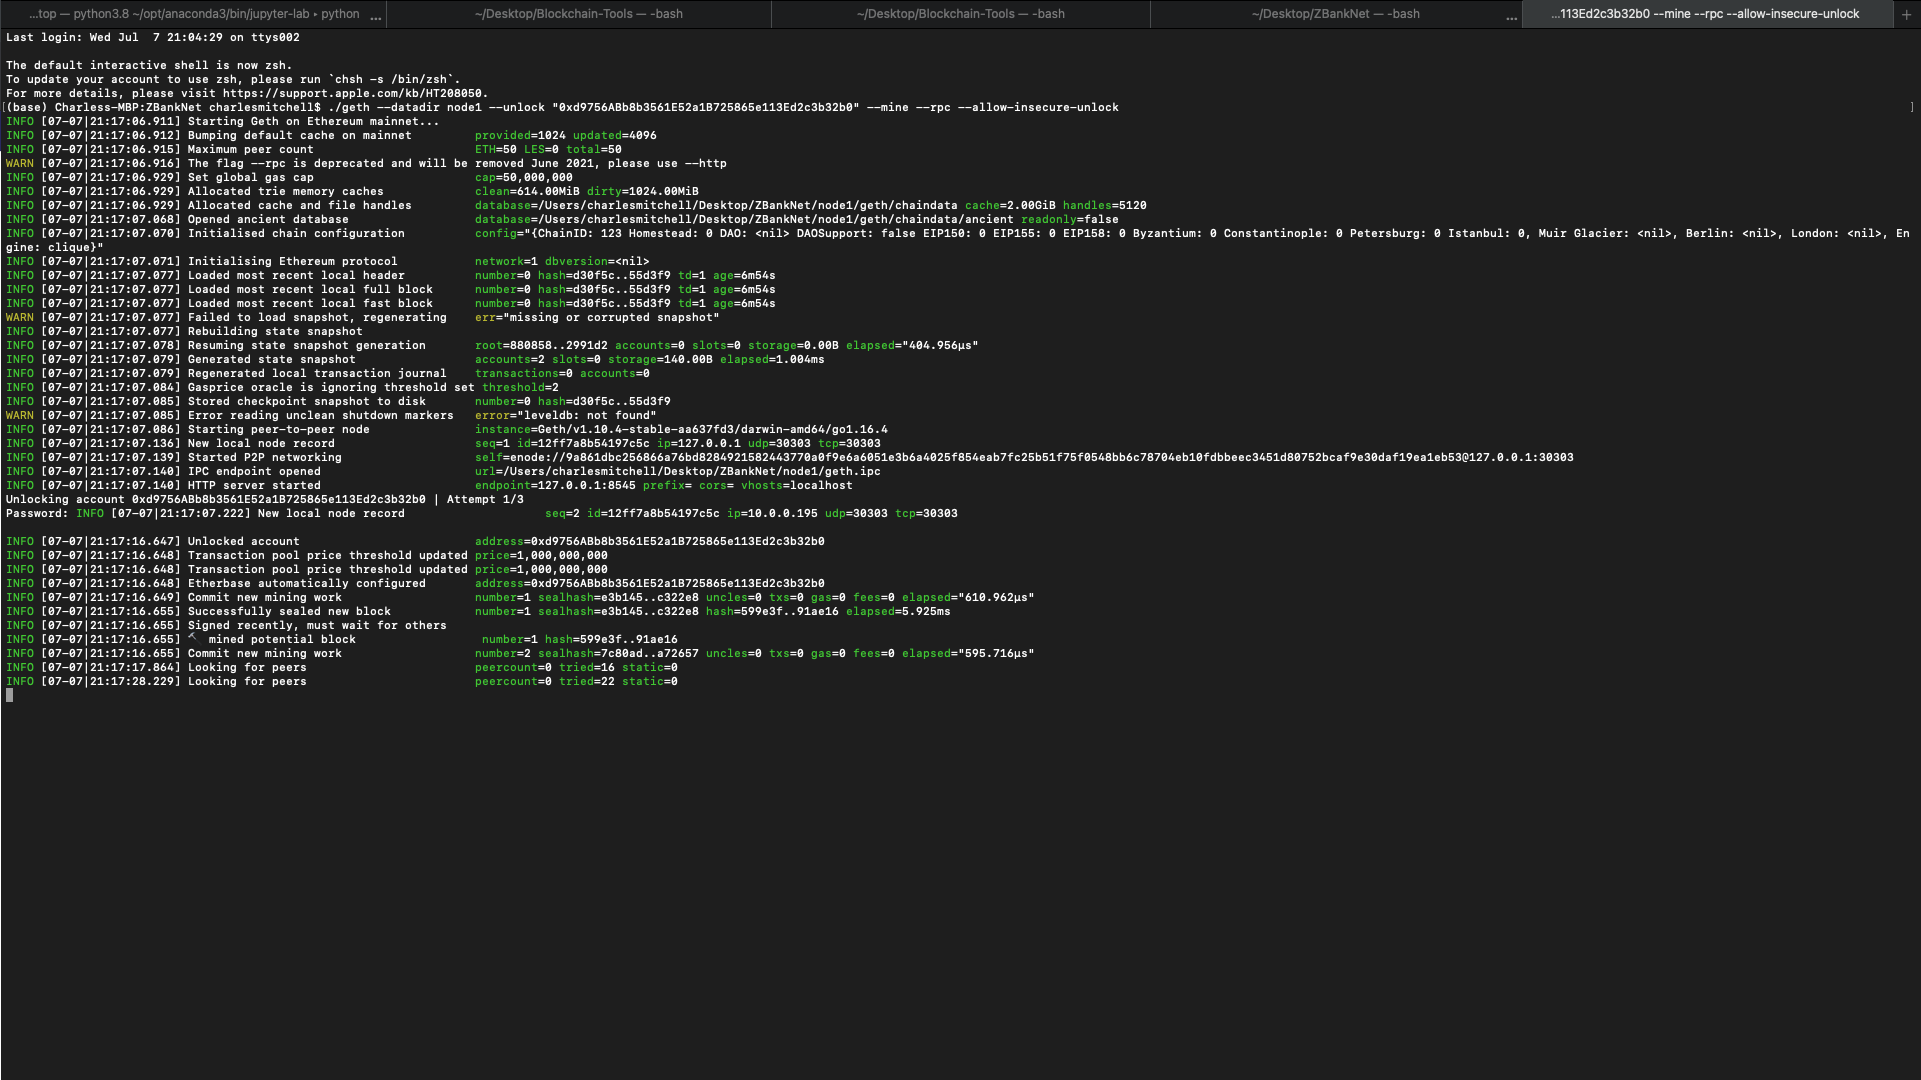 ...top — python3.8 ~/opt/anaconda3/bin/jupyter-lab ▸ python ...
~/Desktop/Blockchain-Tools — -bash
~/Desktop/Blockchain-Tools — -bash
~/Desktop/ZBankNet — -bash ...
...113Ed2c3b32b0 --mine --rpc --allow-insecure-unlock +
Last login: Wed Jul  7 21:04:29 on ttys002
The default interactive shell is now zsh.
To update your account to use zsh, please run `chsh -s /bin/zsh`.
For more details, please visit https://support.apple.com/kb/HT208050.
[(base) Charless-MBP:ZBankNet charlesmitchell$ ./geth --datadir node1 --unlock "0xd9756ABb8b3561E52a1B725865e113Ed2c3b32b0" --mine --rpc --allow-insecure-unlock ]
INFO [07-07|21:17:06.911] Starting Geth on Ethereum mainnet...
INFO [07-07|21:17:06.912] Bumping default cache on mainnet provided=1024 updated=4096
INFO [07-07|21:17:06.915] Maximum peer count ETH=50 LES=0 total=50
WARN [07-07|21:17:06.916] The flag --rpc is deprecated and will be removed June 2021, please use --http
INFO [07-07|21:17:06.929] Set global gas cap cap=50,000,000
INFO [07-07|21:17:06.929] Allocated trie memory caches clean=614.00MiB dirty=1024.00MiB
INFO [07-07|21:17:06.929] Allocated cache and file handles database=/Users/charlesmitchell/Desktop/ZBankNet/node1/geth/chaindata cache=2.00GiB handles=5120
INFO [07-07|21:17:07.068] Opened ancient database database=/Users/charlesmitchell/Desktop/ZBankNet/node1/geth/chaindata/ancient readonly=false
INFO [07-07|21:17:07.070] Initialised chain configuration config="{ChainID: 123 Homestead: 0 DAO: <nil> DAOSupport: false EIP150: 0 EIP155: 0 EIP158: 0 Byzantium: 0 Constantinople: 0 Petersburg: 0 Istanbul: 0, Muir Glacier: <nil>, Berlin: <nil>, London: <nil>, En
gine: clique}"
INFO [07-07|21:17:07.071] Initialising Ethereum protocol network=1 dbversion=<nil>
INFO [07-07|21:17:07.077] Loaded most recent local header number=0 hash=d30f5c..55d3f9 td=1 age=6m54s
INFO [07-07|21:17:07.077] Loaded most recent local full block number=0 hash=d30f5c..55d3f9 td=1 age=6m54s
INFO [07-07|21:17:07.077] Loaded most recent local fast block number=0 hash=d30f5c..55d3f9 td=1 age=6m54s
WARN [07-07|21:17:07.077] Failed to load snapshot, regenerating err="missing or corrupted snapshot"
INFO [07-07|21:17:07.077] Rebuilding state snapshot
INFO [07-07|21:17:07.078] Resuming state snapshot generation root=880858..2991d2 accounts=0 slots=0 storage=0.00B elapsed="404.956µs"
INFO [07-07|21:17:07.079] Generated state snapshot accounts=2 slots=0 storage=140.00B elapsed=1.004ms
INFO [07-07|21:17:07.079] Regenerated local transaction journal transactions=0 accounts=0
INFO [07-07|21:17:07.084] Gasprice oracle is ignoring threshold set threshold=2
INFO [07-07|21:17:07.085] Stored checkpoint snapshot to disk number=0 hash=d30f5c..55d3f9
WARN [07-07|21:17:07.085] Error reading unclean shutdown markers error="leveldb: not found"
INFO [07-07|21:17:07.086] Starting peer-to-peer node instance=Geth/v1.10.4-stable-aa637fd3/darwin-amd64/go1.16.4
INFO [07-07|21:17:07.136] New local node record seq=1 id=12ff7a8b54197c5c ip=127.0.0.1 udp=30303 tcp=30303
INFO [07-07|21:17:07.139] Started P2P networking self=enode://9a861dbc256866a76bd8284921582443770a0f9e6a6051e3b6a4025f854eab7fc25b51f75f0548bb6c78704eb10fdbbeec3451d80752bcaf9e30daf19ea1eb53@127.0.0.1:30303
INFO [07-07|21:17:07.140] IPC endpoint opened url=/Users/charlesmitchell/Desktop/ZBankNet/node1/geth.ipc
INFO [07-07|21:17:07.140] HTTP server started endpoint=127.0.0.1:8545 prefix= cors= vhosts=localhost
Unlocking account 0xd9756ABb8b3561E52a1B725865e113Ed2c3b32b0 | Attempt 1/3
Password: INFO [07-07|21:17:07.222] New local node record seq=2 id=12ff7a8b54197c5c ip=10.0.0.195 udp=30303 tcp=30303
INFO [07-07|21:17:16.647] Unlocked account address=0xd9756ABb8b3561E52a1B725865e113Ed2c3b32b0
INFO [07-07|21:17:16.648] Transaction pool price threshold updated price=1,000,000,000
INFO [07-07|21:17:16.648] Transaction pool price threshold updated price=1,000,000,000
INFO [07-07|21:17:16.648] Etherbase automatically configured address=0xd9756ABb8b3561E52a1B725865e113Ed2c3b32b0
INFO [07-07|21:17:16.649] Commit new mining work number=1 sealhash=e3b145..c322e8 uncles=0 txs=0 gas=0 fees=0 elapsed="610.962µs"
INFO [07-07|21:17:16.655] Successfully sealed new block number=1 sealhash=e3b145..c322e8 hash=599e3f..91ae16 elapsed=5.925ms
INFO [07-07|21:17:16.655] Signed recently, must wait for others
INFO [07-07|21:17:16.655] 🔨 mined potential block number=1 hash=599e3f..91ae16
INFO [07-07|21:17:16.655] Commit new mining work number=2 sealhash=7c80ad..a72657 uncles=0 txs=0 gas=0 fees=0 elapsed="595.716µs"
INFO [07-07|21:17:17.864] Looking for peers peercount=0 tried=16 static=0
INFO [07-07|21:17:28.229] Looking for peers peercount=0 tried=22 static=0